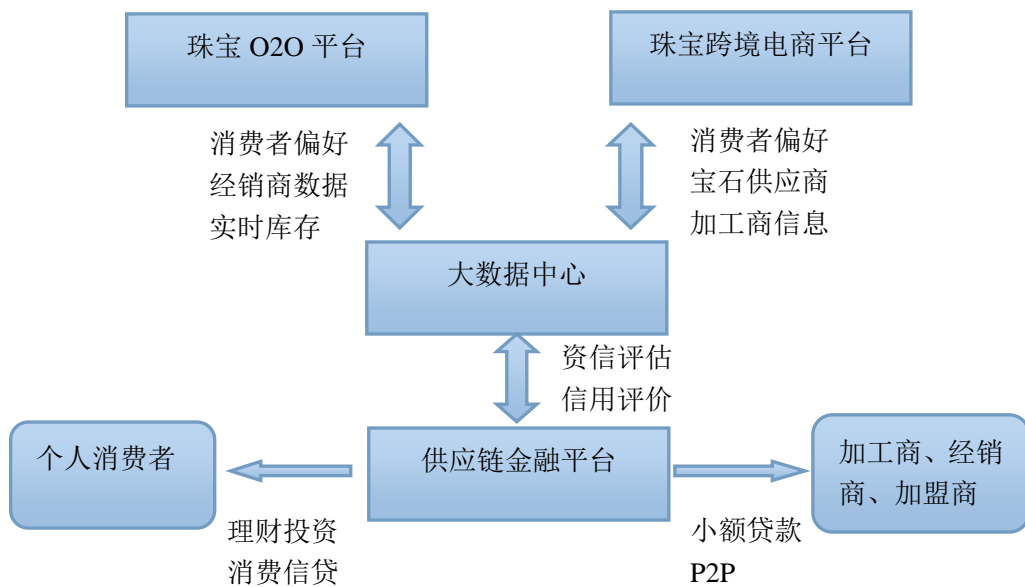 珠宝 O2O 平台
珠宝跨境电商平台
消费者偏好
经销商数据
实时库存
消费者偏好
宝石供应商
加工商信息
大数据中心
资信评估
信用评价
个人消费者
供应链金融平台
加工商、经销
商、加盟商
理财投资
消费信贷
小额贷款
P2P